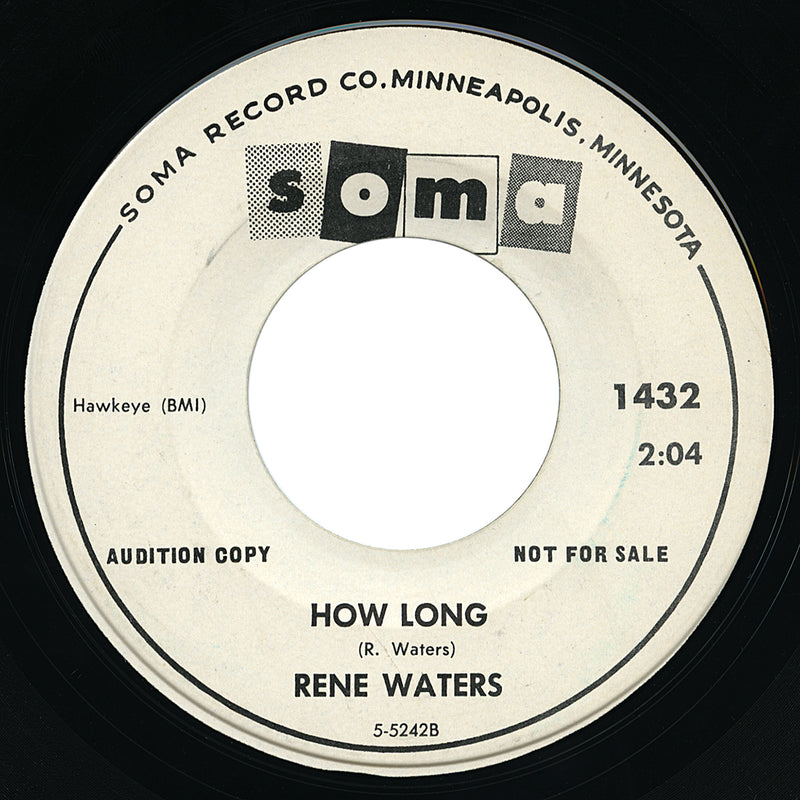 SOMA RECORD CO. MINNEAPOLIS, MINNESOTA
soma
Hawkeye (BMI)
1432
2:04
AUDITION COPY
NOT FOR SALE
HOW LONG
(R. Waters)
RENE WATERS
5-5242B